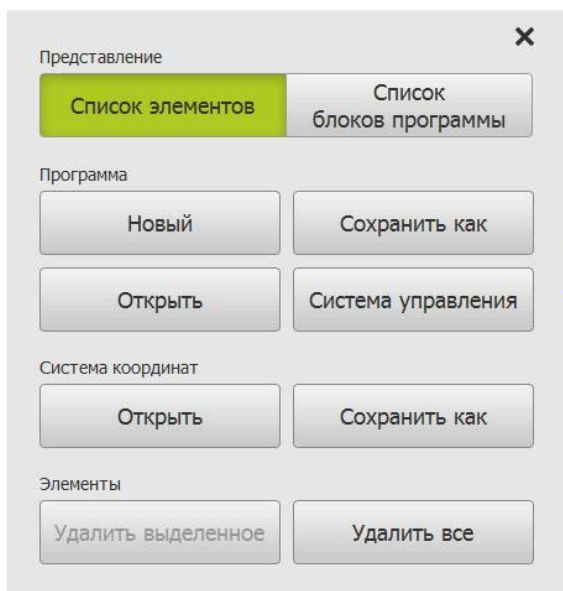 Представление
Список элементов
Список
блоков программы
Программа
Новый
Сохранить как
Открыть
Система управления
Система координат
Открыть
Сохранить как
Элементы
Удалить выделенное
Удалить все